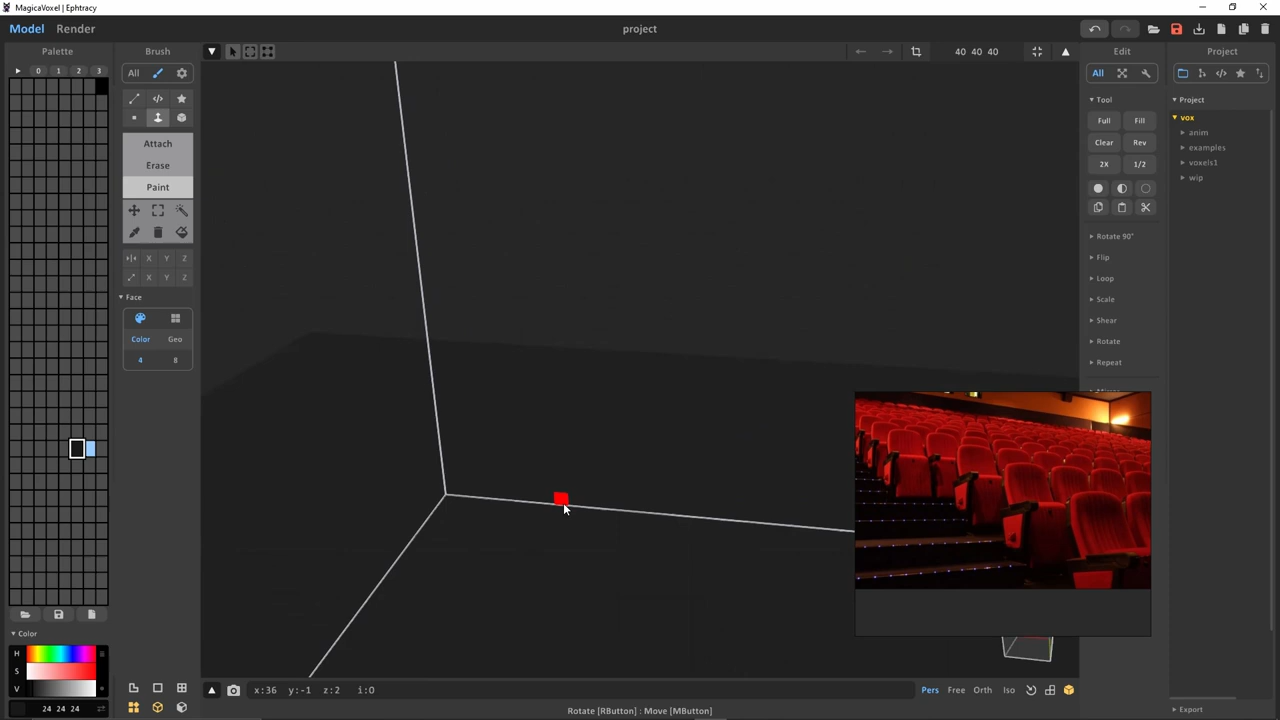 MagicaVoxel | Ephtracy
Model Render
project
Palette
Brush
40 40 40
Edit
Project
0 1 2 3
All
All
Project
Tool
vox
Full Fill
anim
Attach
Clear Rev
examples
Erase
2X 1/2
voxels1
Paint
wip
Rotate 90°
X Y Z
Flip
X Y Z
Loop
Face
Scale
Shear
Color Geo
Rotate
4 8
Repeat
Color
H
S
V
24 24 24
x:36 y:-1 z:2 i:0
Pers Free Orth Iso
Rotate [RButton] : Move [MButton]
Export